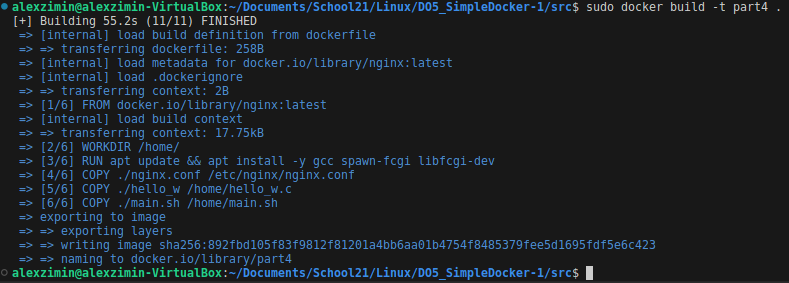 alexzimin@alexzimin-VirtualBox:~/Documents/School21/Linux/DO5_SimpleDocker-1/src$ sudo docker build -t part4 .
[+] Building 55.2s (11/11) FINISHED
=> [internal] load build definition from dockerfile
=> => transferring dockerfile: 258B
=> [internal] load metadata for docker.io/library/nginx:latest
=> [internal] load .dockerignore
=> => transferring context: 2B
=> [1/6] FROM docker.io/library/nginx:latest
=> [internal] load build context
=> => transferring context: 17.75kB
=> [2/6] WORKDIR /home/
=> [3/6] RUN apt update && apt install -y gcc spawn-fcgi libfcgi-dev
=> [4/6] COPY ./nginx.conf /etc/nginx/nginx.conf
=> [5/6] COPY ./hello_w /home/hello_w.c
=> [6/6] COPY ./main.sh /home/main.sh
=> exporting to image
=> => exporting layers
=> => writing image sha256:892fbd105f83f9812f81201a4bb6aa01b4754f8485379fee5d1695fdf5e6c423
=> => naming to docker.io/library/part4
alexzimin@alexzimin-VirtualBox:~/Documents/School21/Linux/DO5_SimpleDocker-1/src$